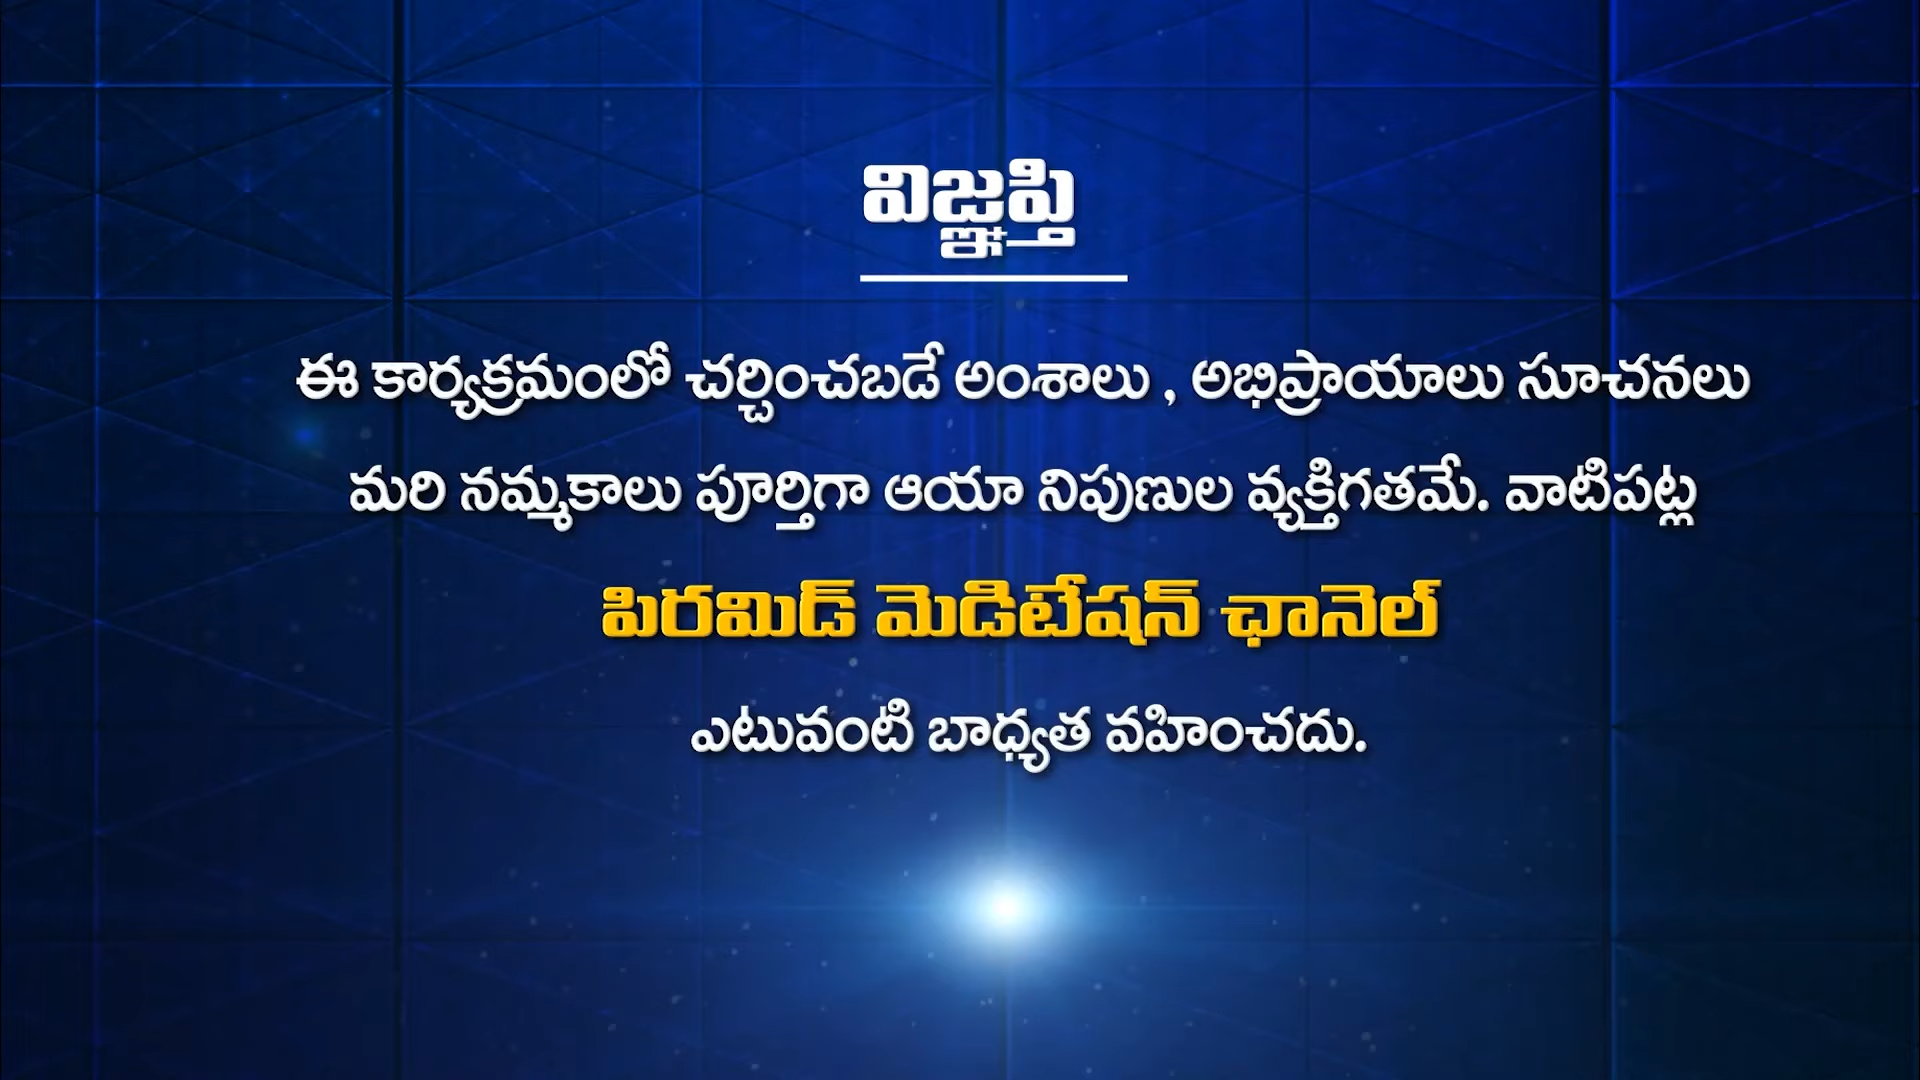 విజ్ఞప్తి
ఈ కార్యక్రమంలో చర్చించబడే అంశాలు , అభిప్రాయాలు సూచనలు
మరి నమ్మకాలు పూర్తిగా ఆయా నిపుణుల వ్యక్తిగతమే. వాటిపట్ల
పిరమిడ్ మెడిటేషన్ ఛానెల్
ఎటువంటి బాధ్యత వహించదు.